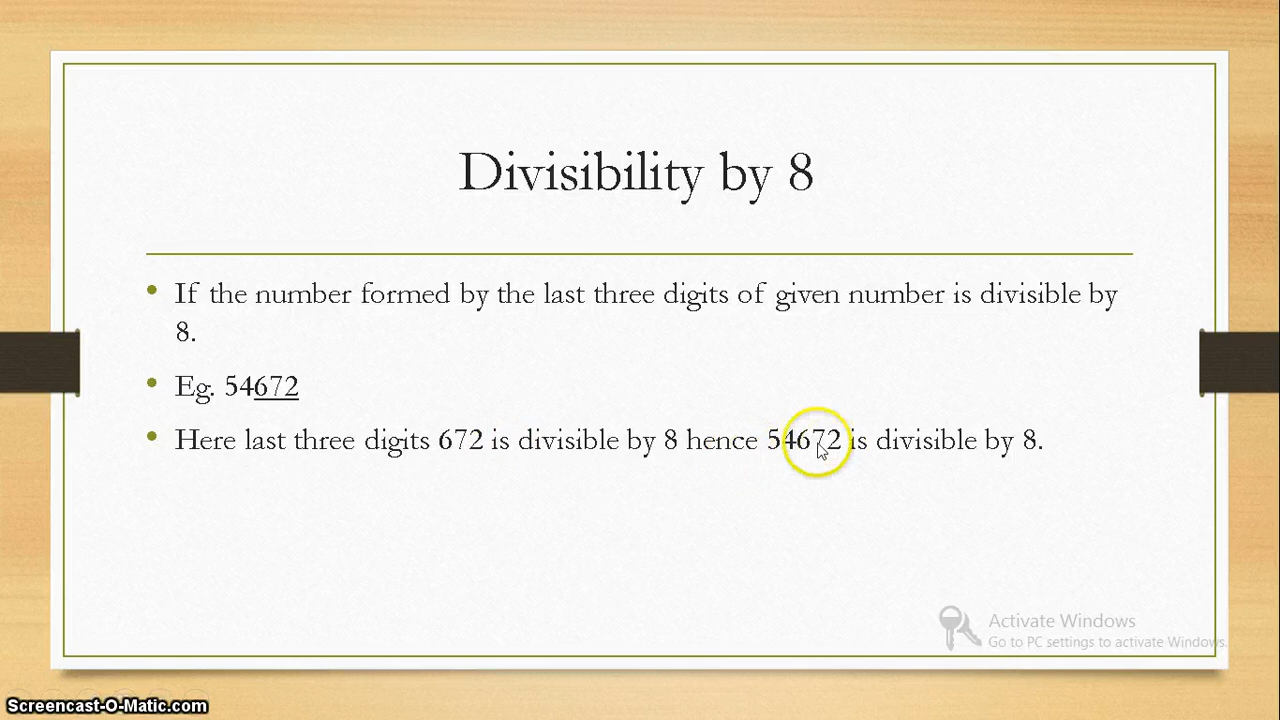 Divisibility by 8
• If the number formed by the last three digits of given number is divisible by
8.
• Eg. 54672
• Here last three digits 672 is divisible by 8 hence 54672 is divisible by 8.
Activate Windows
Go to PC settings to activate Windows.
Screencast-O-Matic.com